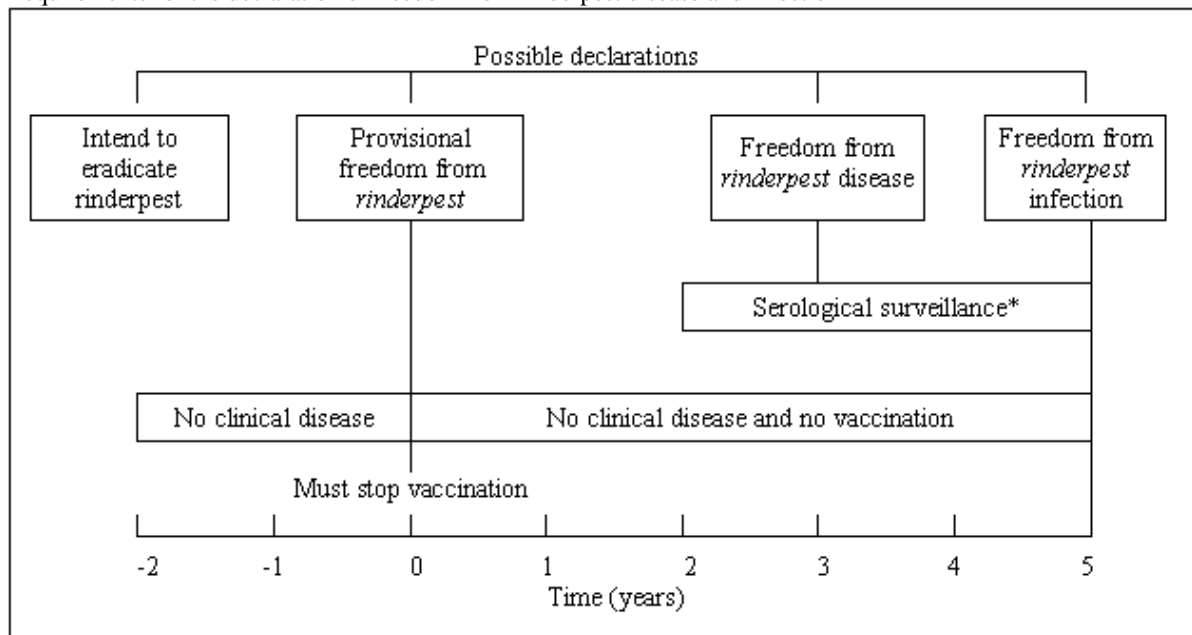 Possible declarations
Intend to
eradicate
rinderpest
Provisional
freedom from
rinderpest
Freedom from
rinderpest disease
Freedom from
rinderpest
infection
Serological surveillance*
No clinical disease
No clinical disease and no vaccination
Must stop vaccination
-2 -1 0 1 2 3 4 5
Time (years)